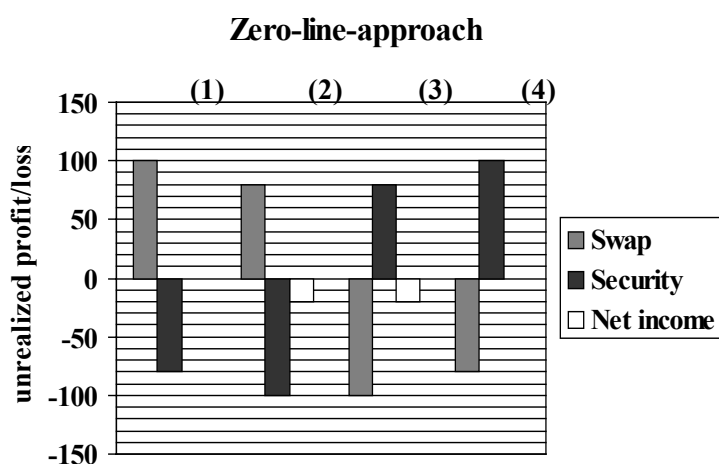 Zero-line-approach
(1) (2) (3) (4)
150
100
50
0
-50
-100
-150
unrealized profit/loss
Swap
Security
Net income